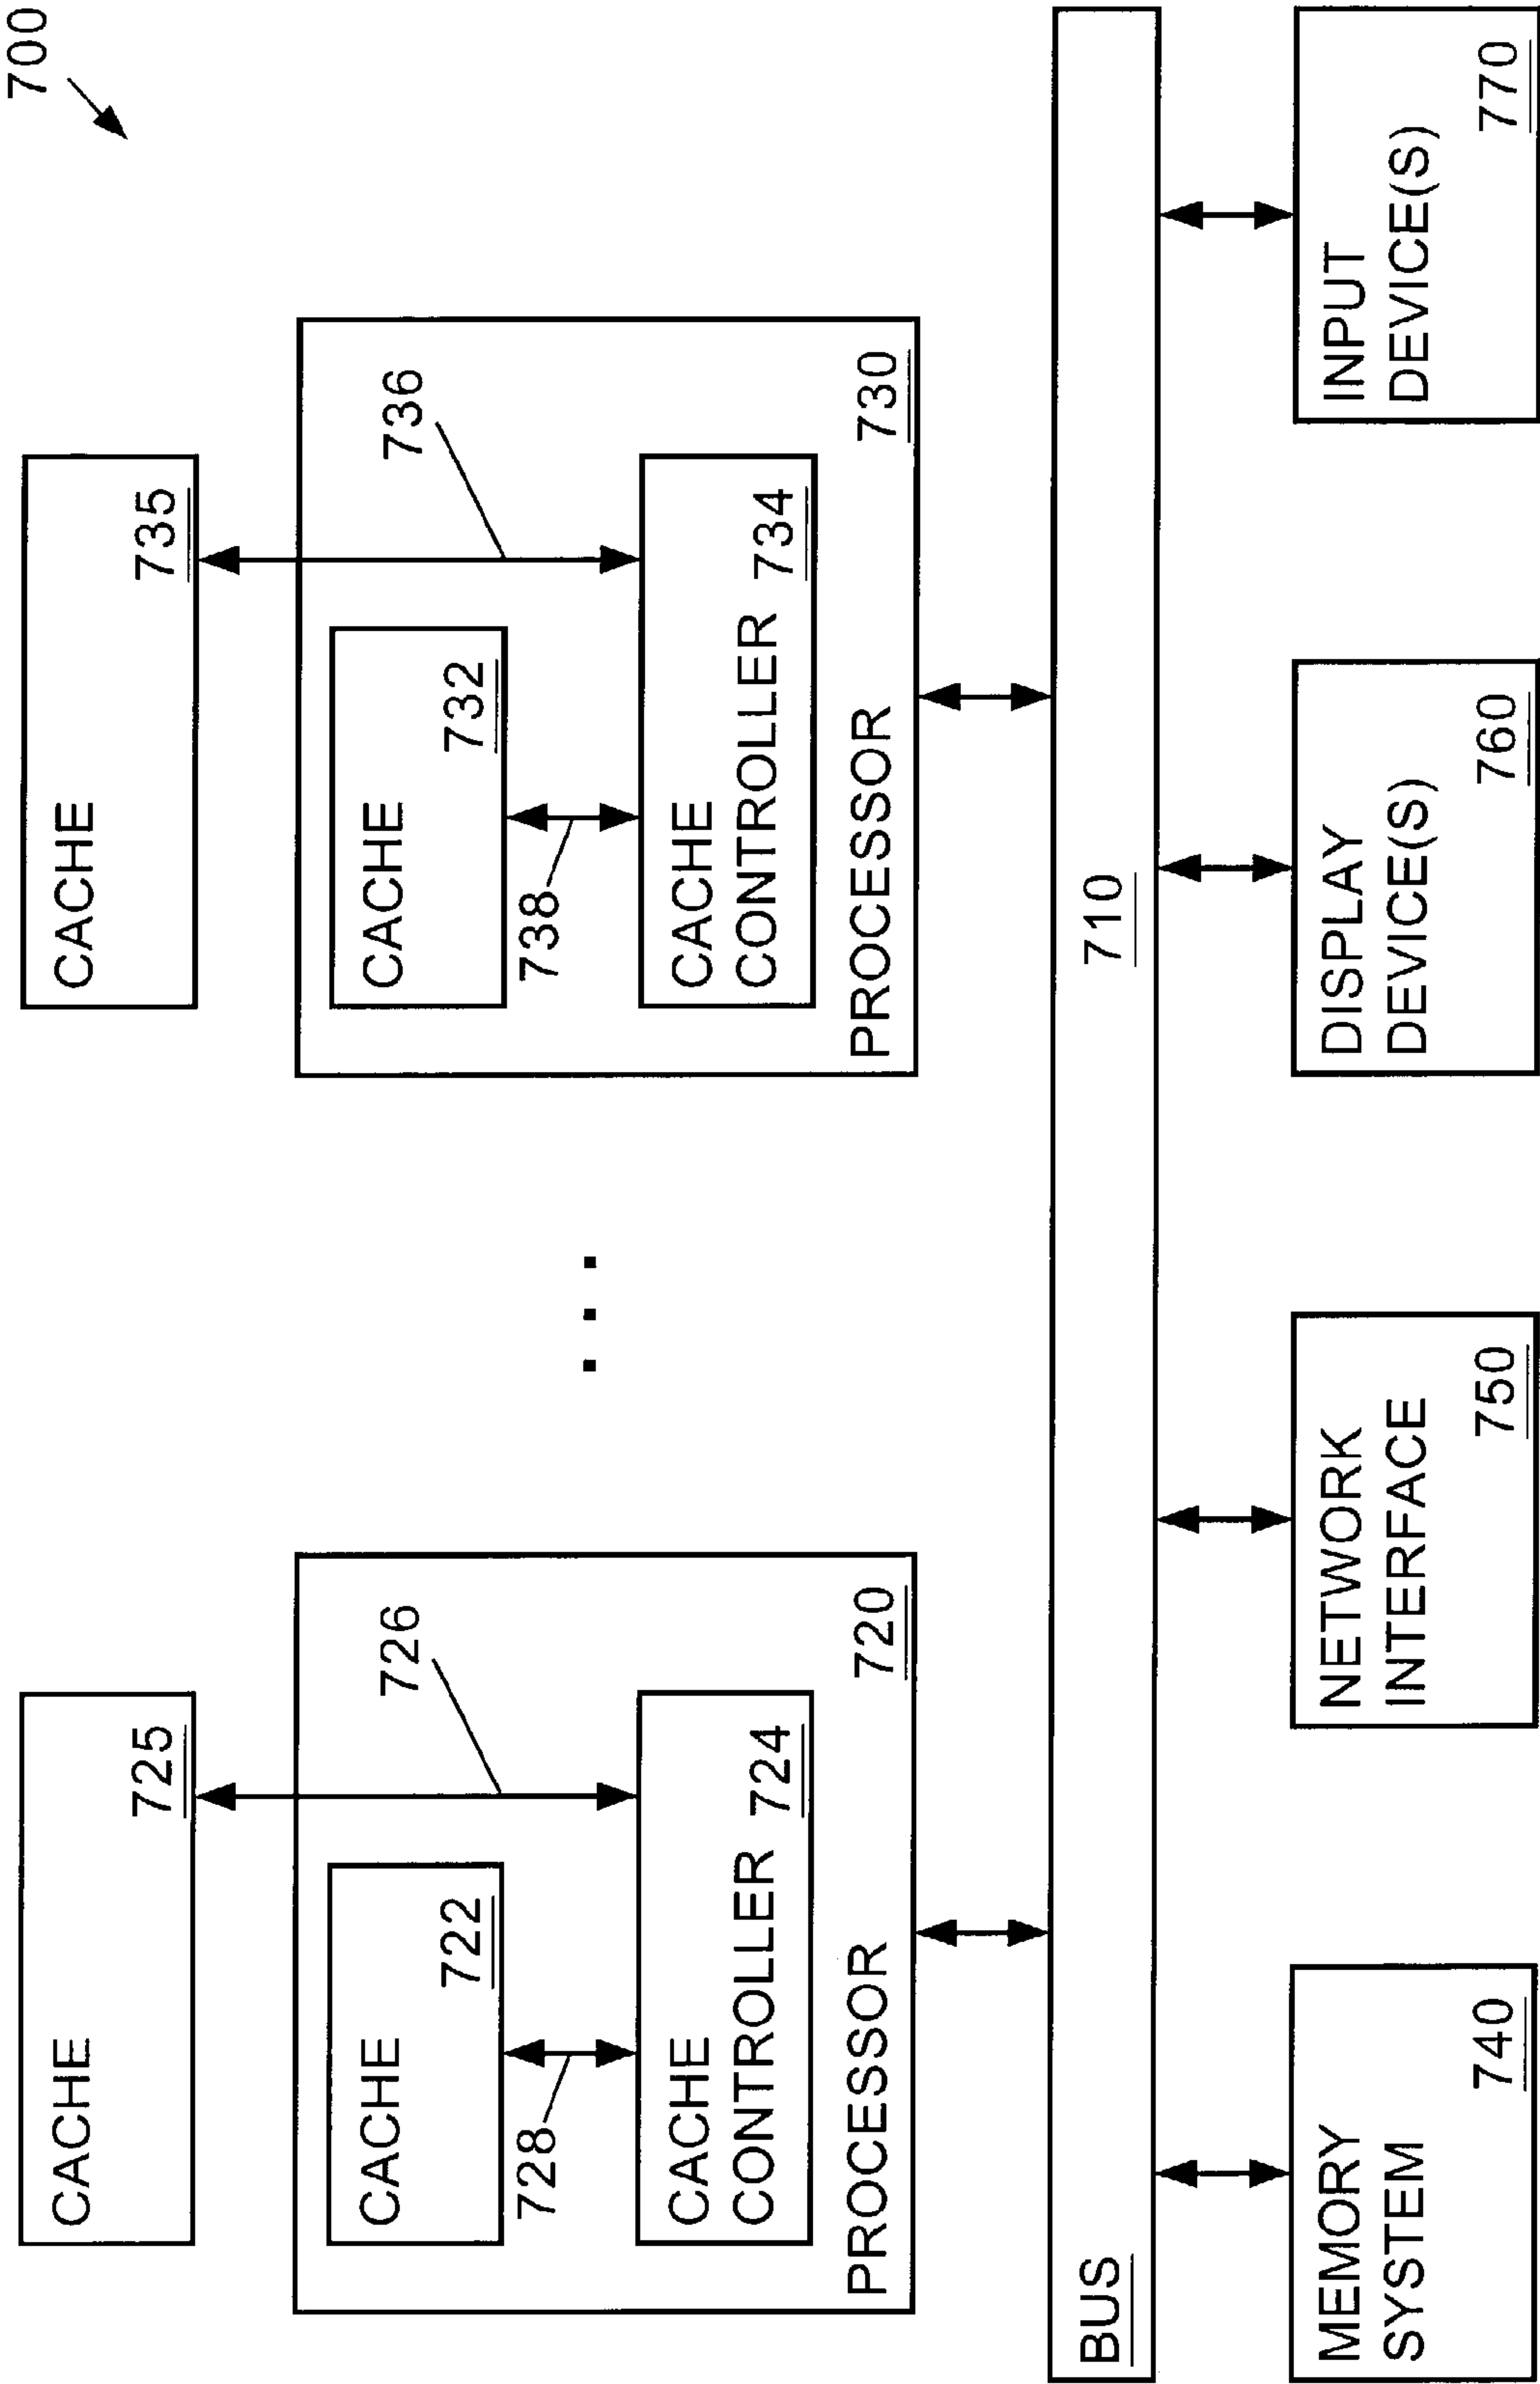 700
CACHE
725
CACHE
735
726
736
CACHE
722
CACHE
732
728
738
CACHE
CONTROLLER 724
CACHE
CONTROLLER 734
PROCESSOR
720
PROCESSOR
730
BUS
710
MEMORY
SYSTEM
740
NETWORK
INTERFACE
750
DISPLAY
DEVICE(S)
760
INPUT
DEVICE(S)
770